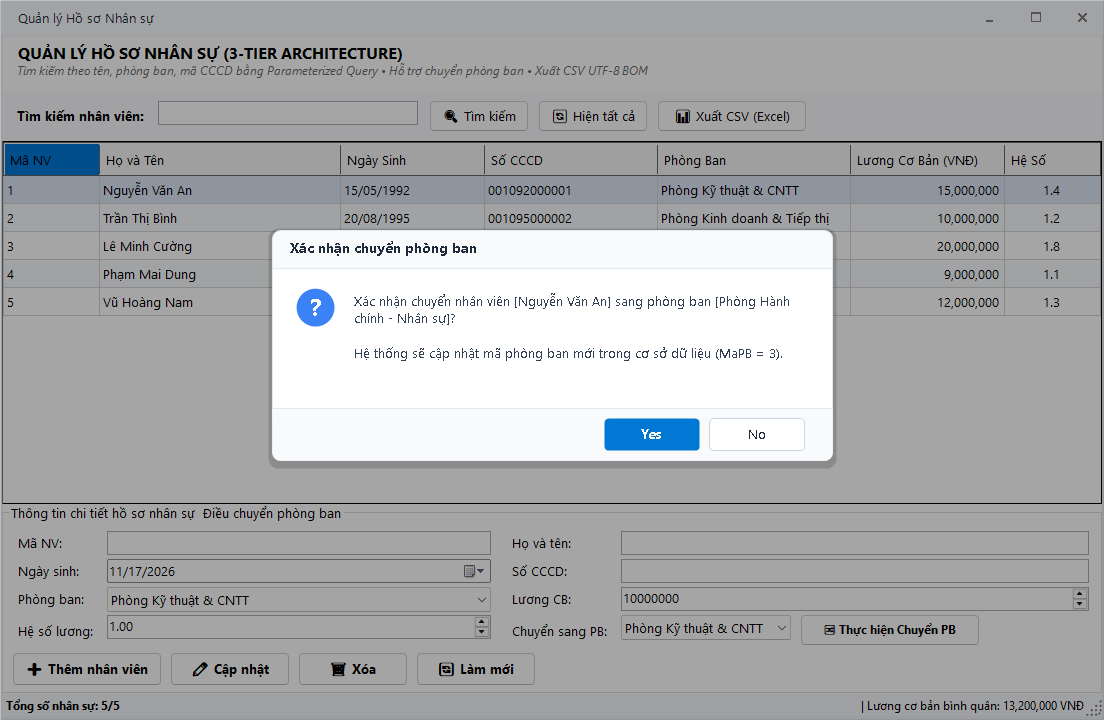 Quản lý Hồ sơ Nhân sự
QUẢN LÝ HỒ SƠ NHÂN SỰ (3-TIER ARCHITECTURE)
Tìm kiếm theo tên, phòng ban, mã CCCD bằng Parameterized Query • Hỗ trợ chuyển phòng ban • Xuất CSV UTF-8 BOM
Tìm kiếm nhân viên: Tìm kiếm Hiện tất cả Xuất CSV (Excel)
Mã NV Họ và Tên Ngày Sinh Số CCCD Phòng Ban Lương Cơ Bản (VNĐ) Hệ Số
1 Nguyễn Văn An 15/05/1992 001092000001 Phòng Kỹ thuật & CNTT 15,000,000 1.4
2 Trần Thị Bình 20/08/1995 001095000002 Phòng Kinh doanh & Tiếp thị 10,000,000 1.2
3 Lê Minh Cường 20,000,000 1.8
4 Phạm Mai Dung 9,000,000 1.1
5 Vũ Hoàng Nam 12,000,000 1.3
Xác nhận chuyển phòng ban
?
Xác nhận chuyển nhân viên [Nguyễn Văn An] sang phòng ban [Phòng Hành
chính - Nhân sự]?
Hệ thống sẽ cập nhật mã phòng ban mới trong cơ sở dữ liệu (MaPB = 3).
Yes No
Thông tin chi tiết hồ sơ nhân sự Điều chuyển phòng ban
Mã NV: Họ và tên:
Ngày sinh: 11/17/2026 Số CCCD:
Phòng ban: Phòng Kỹ thuật & CNTT Lương CB: 10000000
Hệ số lương: 1.00 Chuyển sang PB: Phòng Kỹ thuật & CNTT Thực hiện Chuyển PB
Thêm nhân viên Cập nhật Xóa Làm mới
Tổng số nhân sự: 5/5 | Lương cơ bản bình quân: 13,200,000 VNĐ